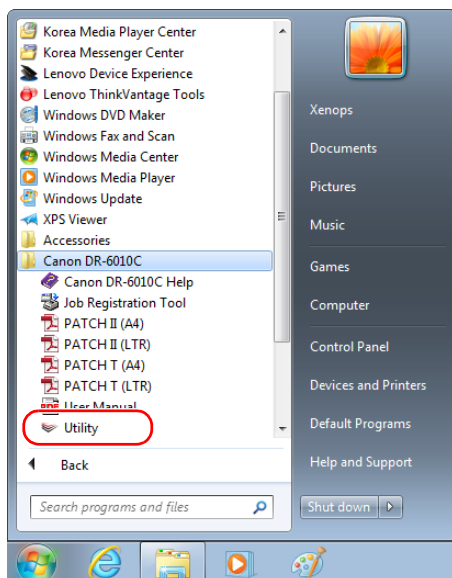 Korea Media Player Center
Korea Messenger Center
Lenovo Device Experience
Lenovo ThinkVantage Tools
Windows DVD Maker
Windows Fax and Scan
Windows Media Center
Windows Media Player
Windows Update
XPS Viewer
Accessories
Canon DR-6010C
Canon DR-6010C Help
Job Registration Tool
PATCH II (A4)
PATCH II (LTR)
PATCH T (A4)
PATCH T (LTR)
User Manual
Utility
Back
Search programs and files
Xenops
Documents
Pictures
Music
Games
Computer
Control Panel
Devices and Printers
Default Programs
Help and Support
Shut down